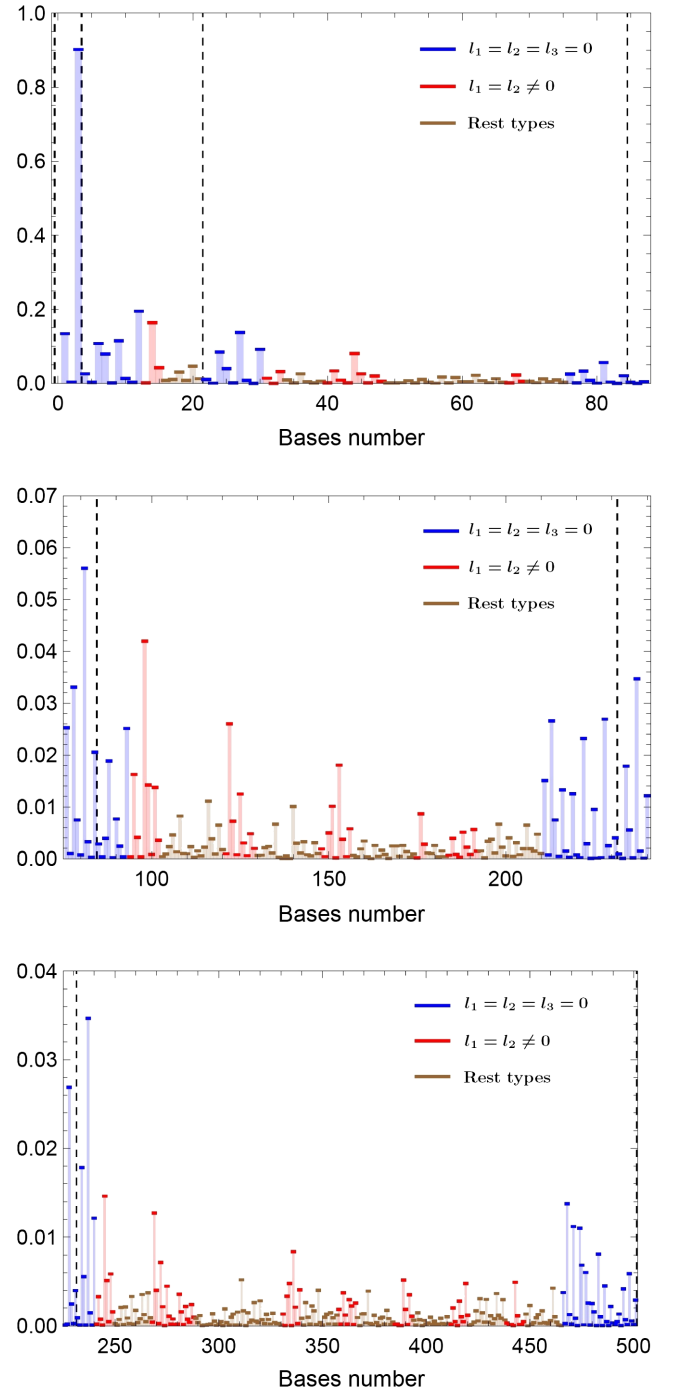 1.0
l₁ = l₂ = l₃ = 0
0.8
l₁ = l₂ ≠ 0
Rest types
0.6
0.4
0.2
0.0
0 20 40 60 80
Bases number
0.07
l₁ = l₂ = l₃ = 0
0.06
l₁ = l₂ ≠ 0
0.05
Rest types
0.04
0.03
0.02
0.01
0.00
100 150 200
Bases number
0.04
l₁ = l₂ = l₃ = 0
l₁ = l₂ ≠ 0
0.03
Rest types
0.02
0.01
0.00
250 300 350 400 450 500
Bases number